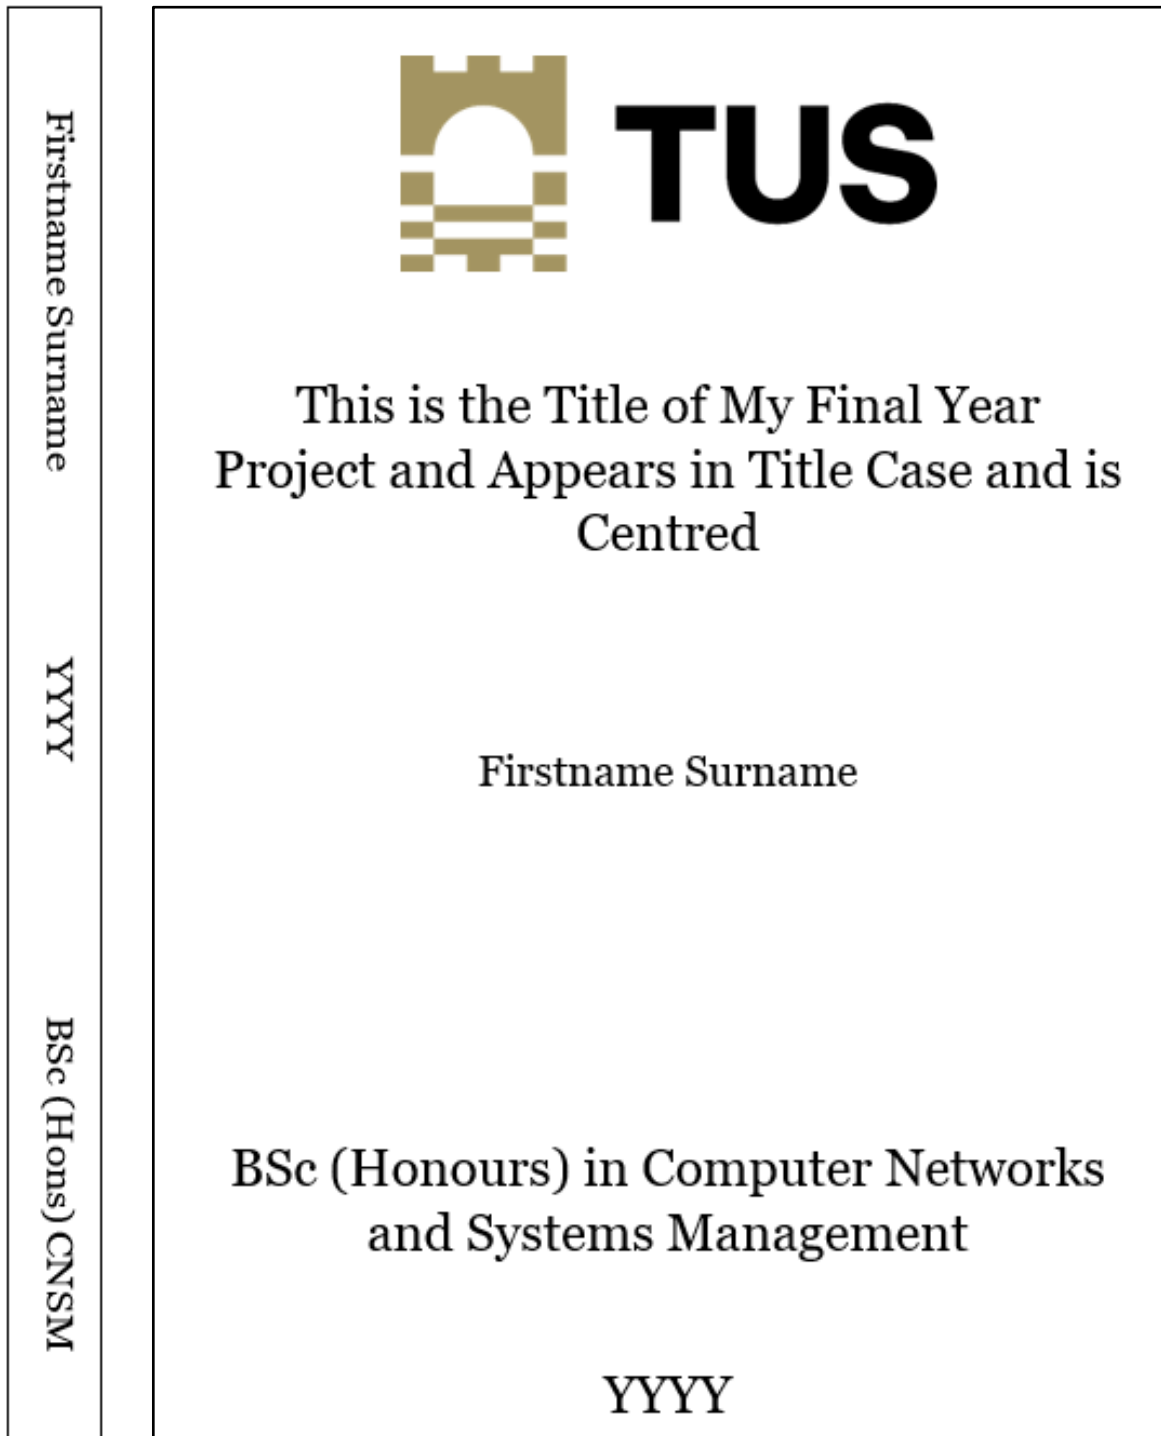 Firstname Surname
YYYY
BSc (Hons) CNSM
TUS
This is the Title of My Final Year
Project and Appears in Title Case and is
Centred
Firstname Surname
BSc (Honours) in Computer Networks
and Systems Management
YYYY